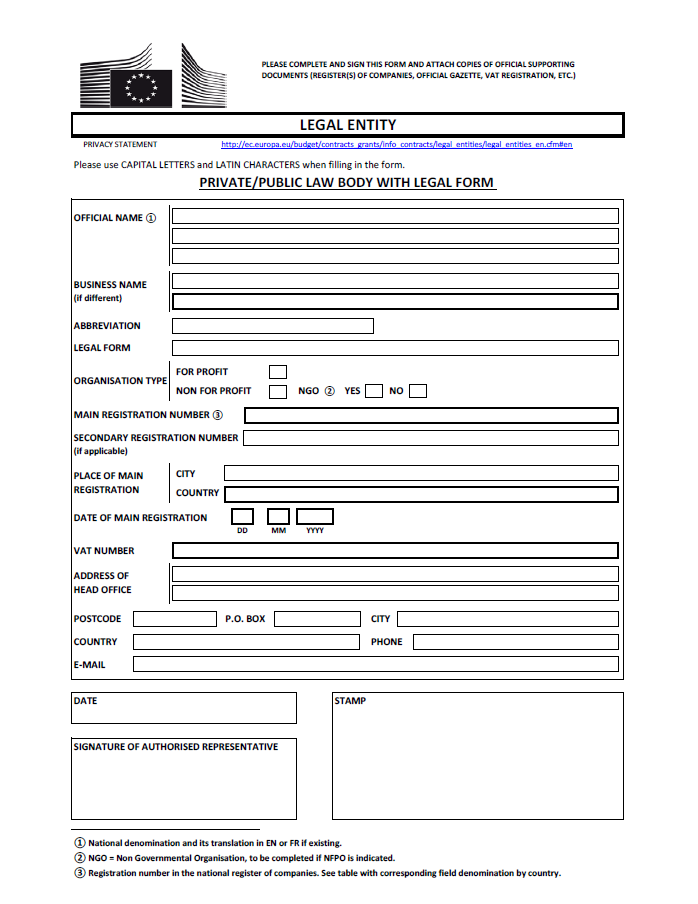 PLEASE COMPLETE AND SIGN THIS FORM AND ATTACH COPIES OF OFFICIAL SUPPORTING
DOCUMENTS (REGISTER(S) OF COMPANIES, OFFICIAL GAZETTE, VAT REGISTRATION, ETC.)
LEGAL ENTITY
PRIVACY STATEMENT http://ec.europa.eu/budget/contracts_grants/info_contracts/legal_entities/legal_entities_en.cfm#en
Please use CAPITAL LETTERS and LATIN CHARACTERS when filling in the form.
PRIVATE/PUBLIC LAW BODY WITH LEGAL FORM
OFFICIAL NAME ①
BUSINESS NAME
(if different)
ABBREVIATION
LEGAL FORM
ORGANISATION TYPE
FOR PROFIT
NON FOR PROFIT NGO ② YES NO
MAIN REGISTRATION NUMBER ③
SECONDARY REGISTRATION NUMBER
(if applicable)
PLACE OF MAIN
REGISTRATION
CITY
COUNTRY
DATE OF MAIN REGISTRATION
DD MM YYYY
VAT NUMBER
ADDRESS OF
HEAD OFFICE
POSTCODE P.O. BOX CITY
COUNTRY PHONE
E-MAIL
DATE
STAMP
SIGNATURE OF AUTHORISED REPRESENTATIVE
① National denomination and its translation in EN or FR if existing.
② NGO = Non Governmental Organisation, to be completed if NFPO is indicated.
③ Registration number in the national register of companies. See table with corresponding field denomination by country.